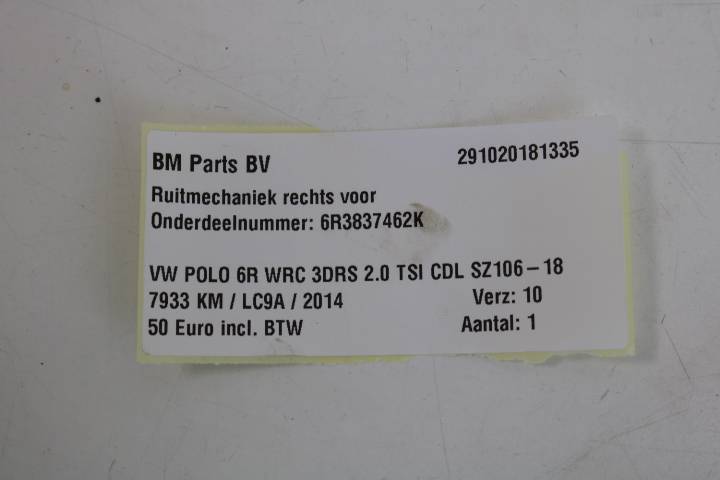 BM Parts BV 291020181335
Ruitmechaniek rechts voor
Onderdeelnummer: 6R3837462K
VW POLO 6R WRC 3DRS 2.0 TSI CDL SZ106-18
7933 KM / LC9A / 2014 Verz: 10
50 Euro incl. BTW Aantal: 1